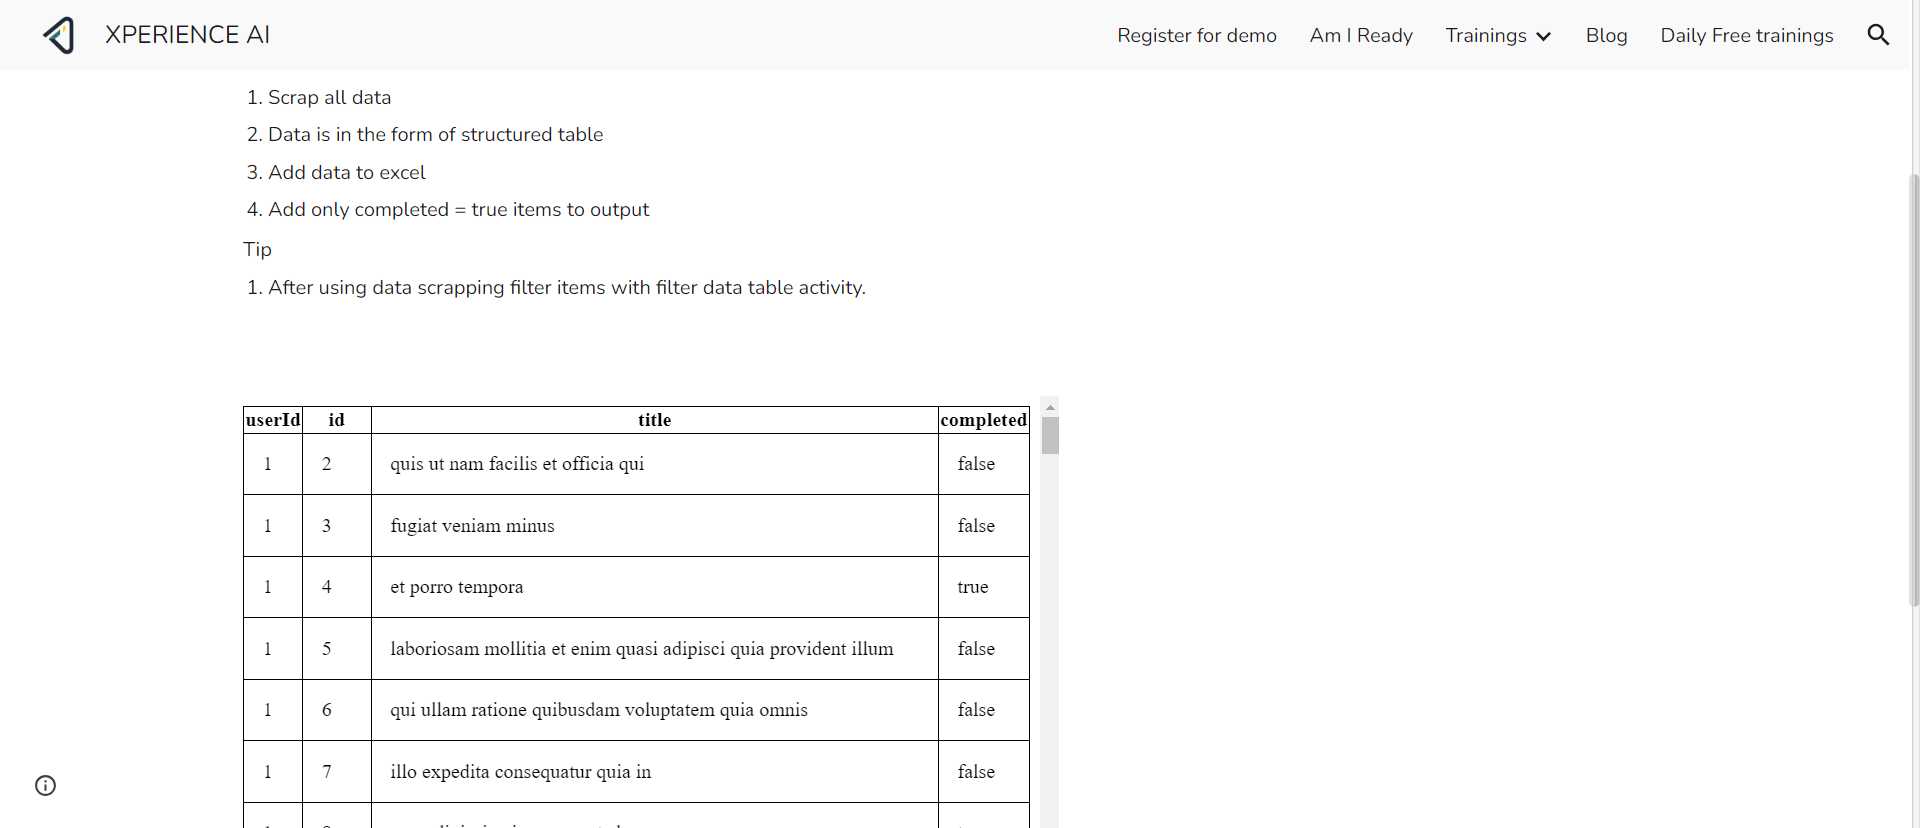 XPERIENCE AI
Register for demo Am I Ready Trainings Blog Daily Free trainings
1. Scrap all data
2. Data is in the form of structured table
3. Add data to excel
4. Add only completed = true items to output
Tip
1. After using data scrapping filter items with filter data table activity.
userId id title completed
1 2 quis ut nam facilis et officia qui false
1 3 fugiat veniam minus false
1 4 et porro tempora true
1 5 laboriosam mollitia et enim quasi adipisci quia provident illum false
1 6 qui ullam ratione quibusdam voluptatem quia omnis false
1 7 illo expedita consequatur quia in false